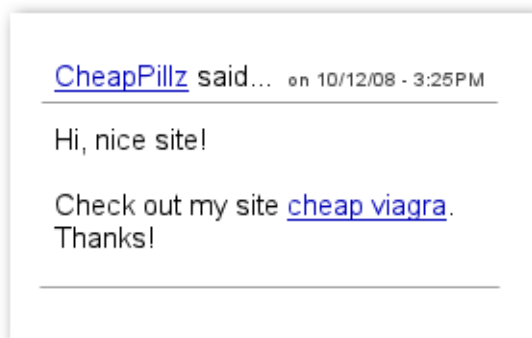 CheapPillz said... on 10/12/08 - 3:25PM
Hi, nice site!
Check out my site cheap viagra.
Thanks!